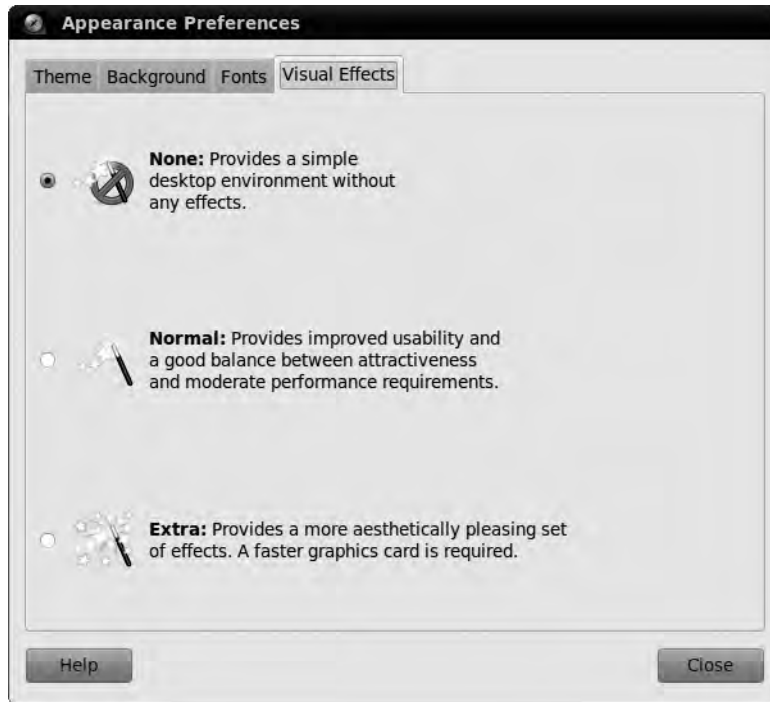 Appearance Preferences
Theme Background Fonts Visual Effects
None: Provides a simple
desktop environment without
any effects.
Normal: Provides improved usability and
a good balance between attractiveness
and moderate performance requirements.
Extra: Provides a more aesthetically pleasing set
of effects. A faster graphics card is required.
Help Close